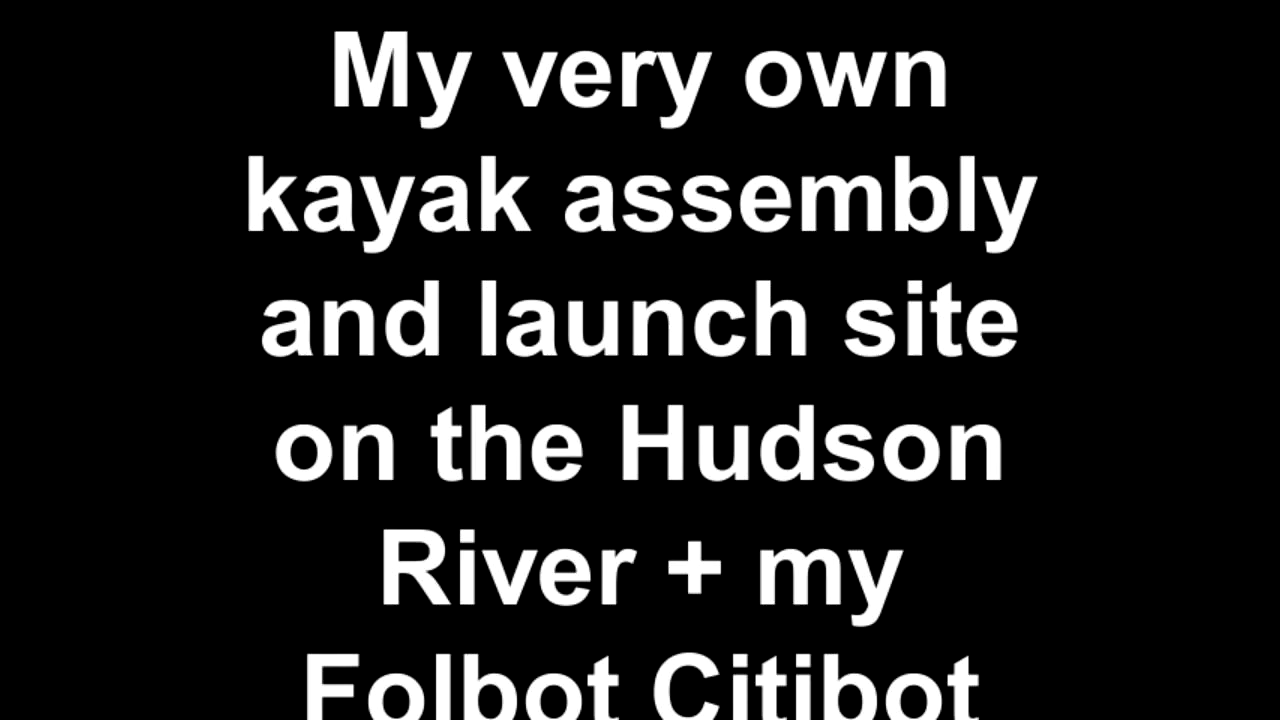 My very own
kayak assembly
and launch site
on the Hudson
River + my
Folbot Citibot